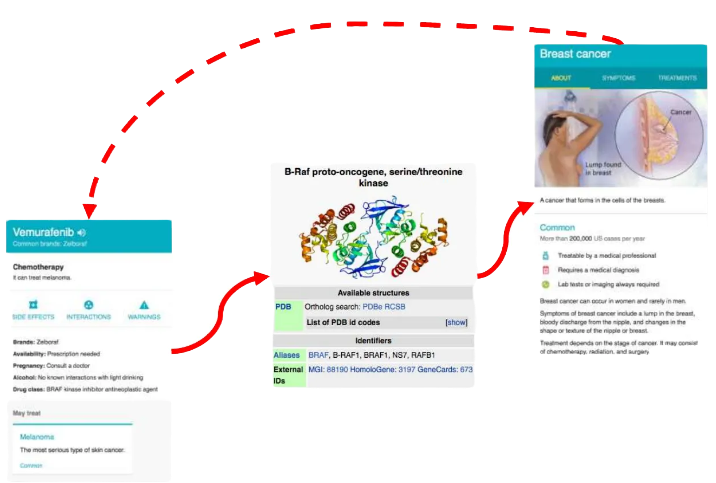 Breast cancer
ABOUT SYMPTOMS TREATMENTS
Cancer
Lump found
in breast
A cancer that forms in the cells of the breasts.
Common
More than 200,000 US cases per year
Treatable by a medical professional
Requires a medical diagnosis
Lab tests or imaging always required
Breast cancer can occur in women and rarely in men.
Symptoms of breast cancer include a lump in the breast,
bloody discharge from the nipple, and changes in the
shape or texture of the nipple or breast.
Treatment depends on the stage of cancer. It may consist
of chemotherapy, radiation, and surgery.
B-Raf proto-oncogene, serine/threonine
kinase
Available structures
PDB Ortholog search: PDBe RCSB
List of PDB id codes [show]
Identifiers
Aliases BRAF, B-RAF1, BRAF1, NS7, RAFB1
External MGI: 88190 HomoloGene: 3197 GeneCards: 673
IDs
Vemurafenib
Common brands: Zelboraf
Chemotherapy
It can treat melanoma.
SIDE EFFECTS INTERACTIONS WARNINGS
Brands: Zelboraf
Availability: Prescription needed
Pregnancy: Consult a doctor
Alcohol: No known interactions with light drinking
Drug class: BRAF kinase inhibitor antineoplastic agent
May treat
Melanoma
The most serious type of skin cancer.
Common